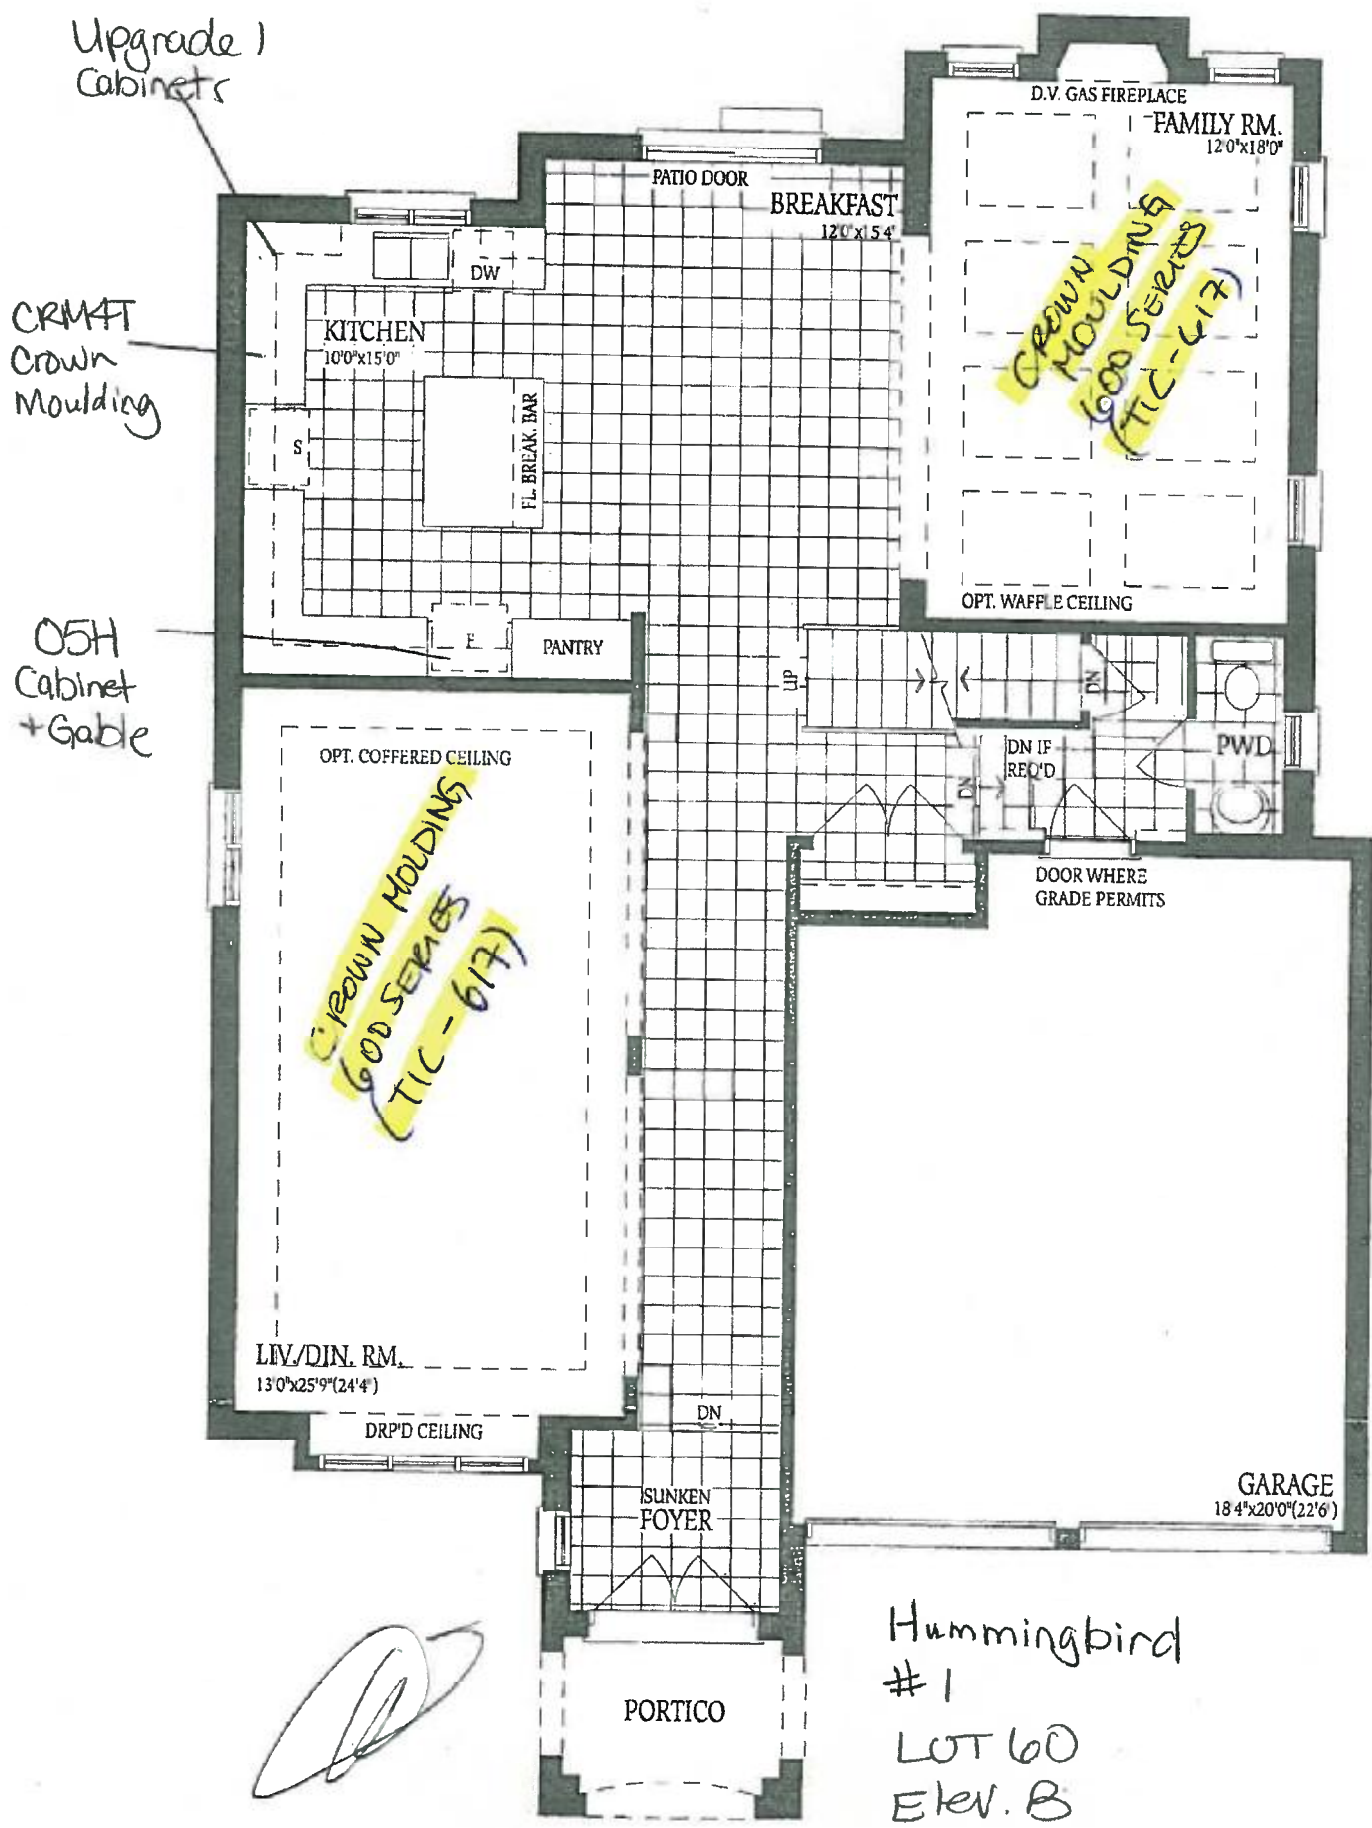 Upgrade 1
Cabinets
D.V. GAS FIREPLACE
FAMILY RM.
12'0"x18'0"
PATIO DOOR
BREAKFAST
12'0"x15'4"
CROWN
MOULDING
600 SERIES
(TIC-617)
DW
CRM4T
Crown
Moulding
KITCHEN
10'0"x15'0"
S
FL. BREAK. BAR
OPT. WAFFLE CEILING
O5H
Cabinet
+Gable
F
PANTRY
UP
DN
PWD
DN IF
REQ'D
DN
OPT. COFFERED CEILING
CROWN MOLDING
600 SERIES
(TIC-617)
DOOR WHERE
GRADE PERMITS
LIV./DIN. RM.
13'0"x25'9"(24'4")
DRP'D CEILING
DN
SUNKEN
FOYER
GARAGE
18'4"x20'0"(22'6")
PORTICO
Hummingbird
#1
LOT 60
Elev. B